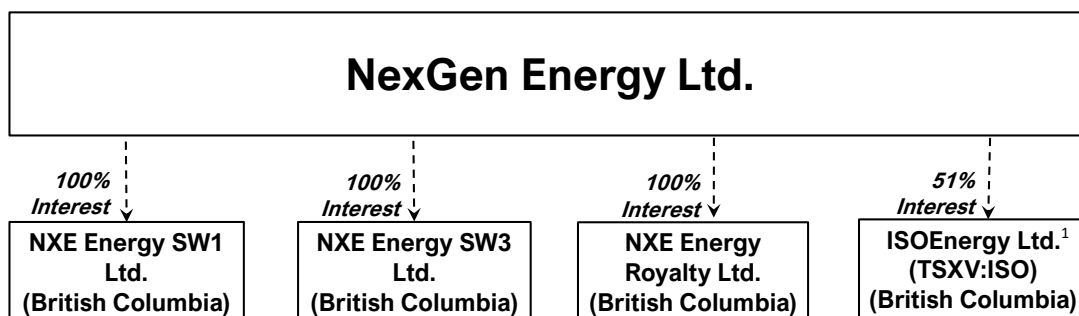 NexGen Energy Ltd.
100%
Interest
100%
Interest
100%
Interest
51%
Interest
NXE Energy SW1
Ltd.
(British Columbia)
NXE Energy SW3
Ltd.
(British Columbia)
NXE Energy
Royalty Ltd.
(British Columbia)
ISOEnergy Ltd.¹
(TSXV:ISO)
(British Columbia)